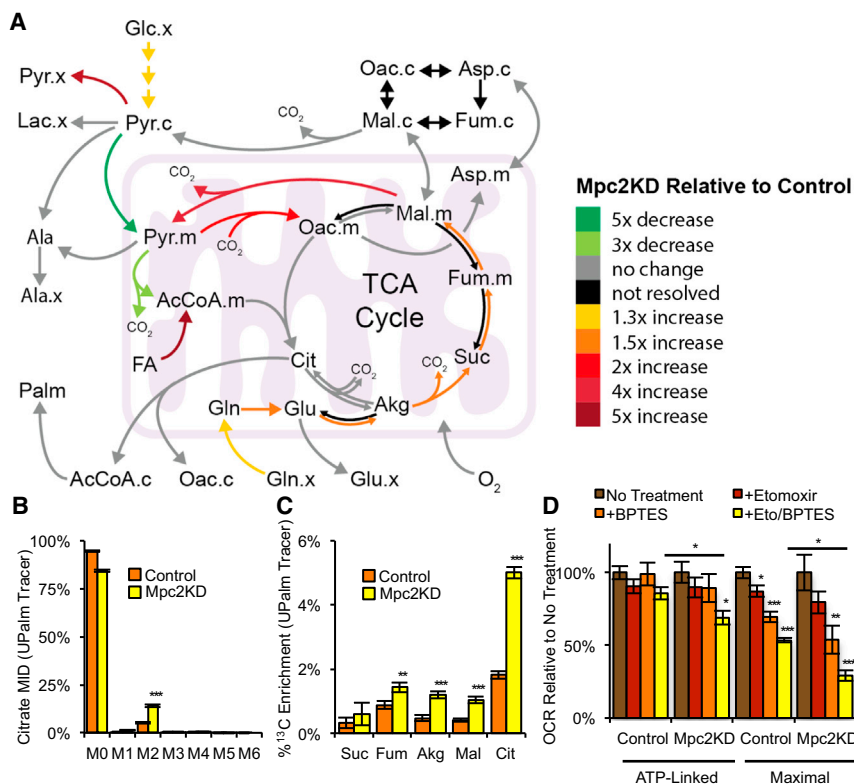 A
Glc.x
Pyr.x
Lac.x
Pyr.c
CO2
Oac.c
Asp.c
Mal.c
Fum.c
Asp.m
CO2
Ala
Pyr.m
CO2
Oac.m
Mal.m
Ala.x
AcCoA.m
TCA
Cycle
Fum.m
CO2
FA
Cit
CO2
CO2
Suc
Palm
Gln
Glu
Akg
AcCoA.c
Oac.c
Gln.x
Glu.x
O2
Mpc2KD Relative to Control
5x decrease
3x decrease
no change
not resolved
1.3x increase
1.5x increase
2x increase
4x increase
5x increase
B
Citrate MID (UPalm Tracer)
100%
75%
50%
25%
0%
Control
Mpc2KD
***
M0 M1 M2 M3 M4 M5 M6
C
%13C Enrichment (UPalm Tracer)
6%
4%
2%
0%
Control
Mpc2KD
** *** *** ***
Suc Fum Akg Mal Cit
D
No Treatment
+Etomoxir
+BPTES
+Eto/BPTES
OCR Relative to No Treatment
100%
50%
0%
* *
* * *** *** ** ***
Control Mpc2KD Control Mpc2KD
ATP-Linked Maximal